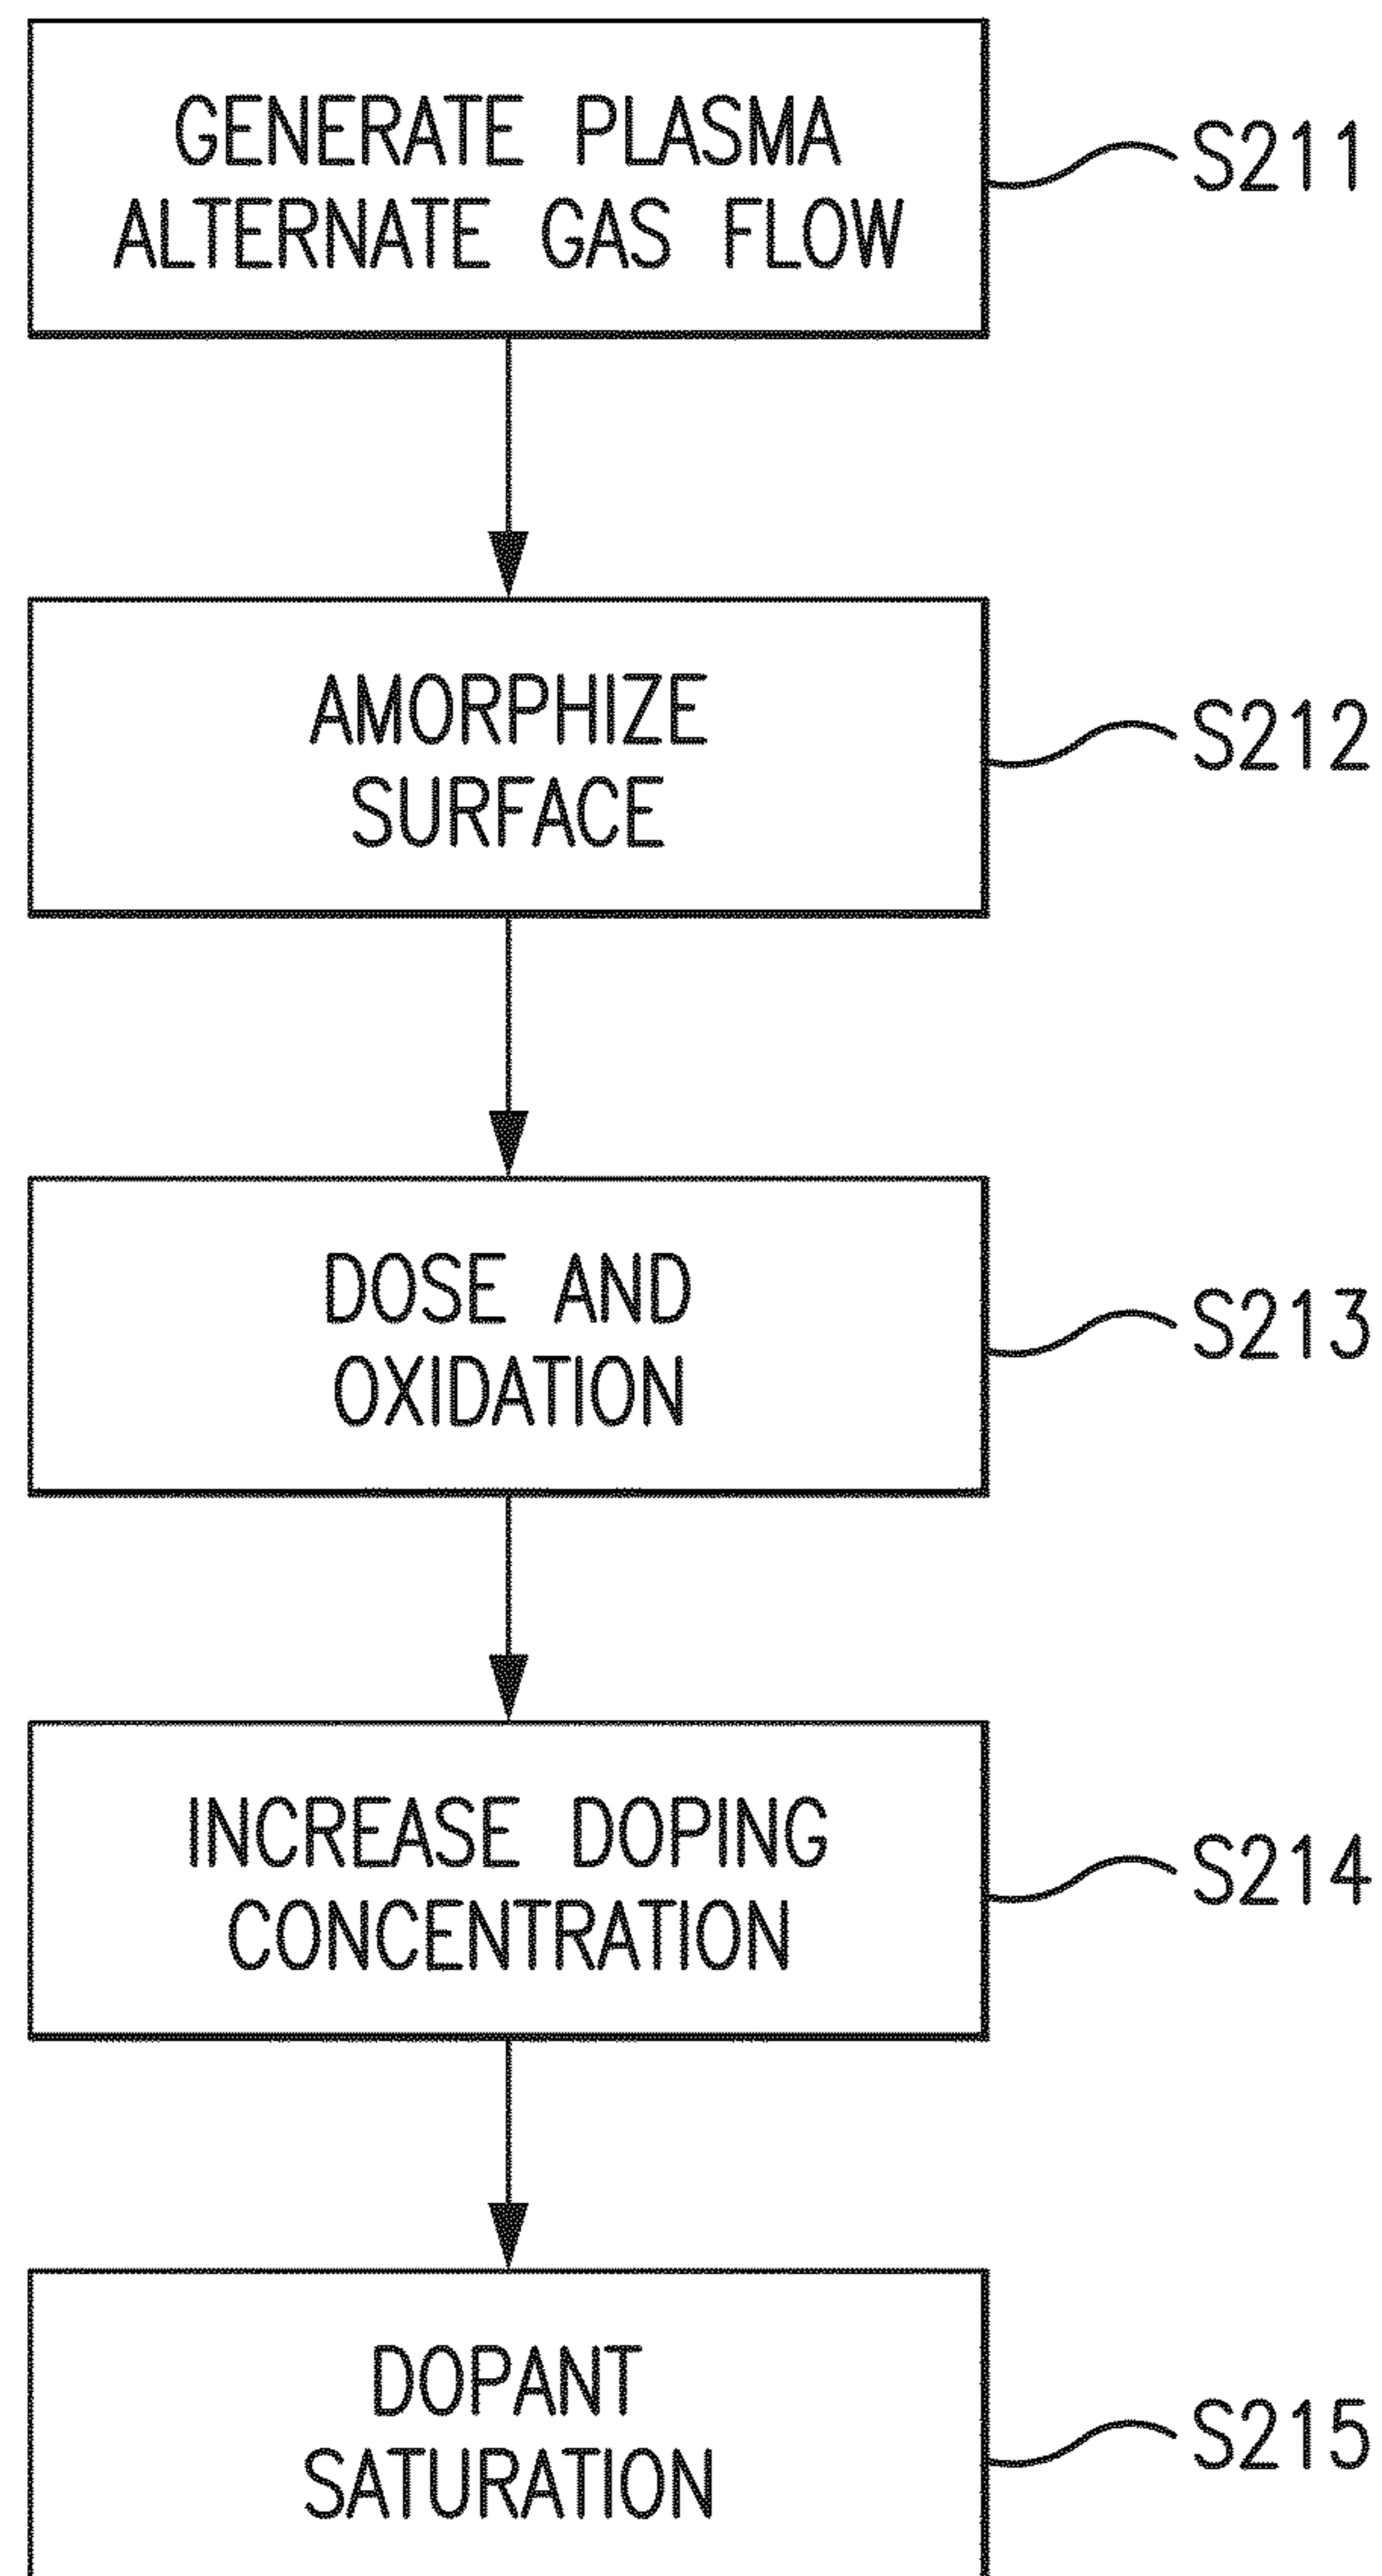 GENERATE PLASMA
ALTERNATE GAS FLOW
S211
AMORPHIZE
SURFACE
S212
DOSE AND
OXIDATION
S213
INCREASE DOPING
CONCENTRATION
S214
DOPANT
SATURATION
S215